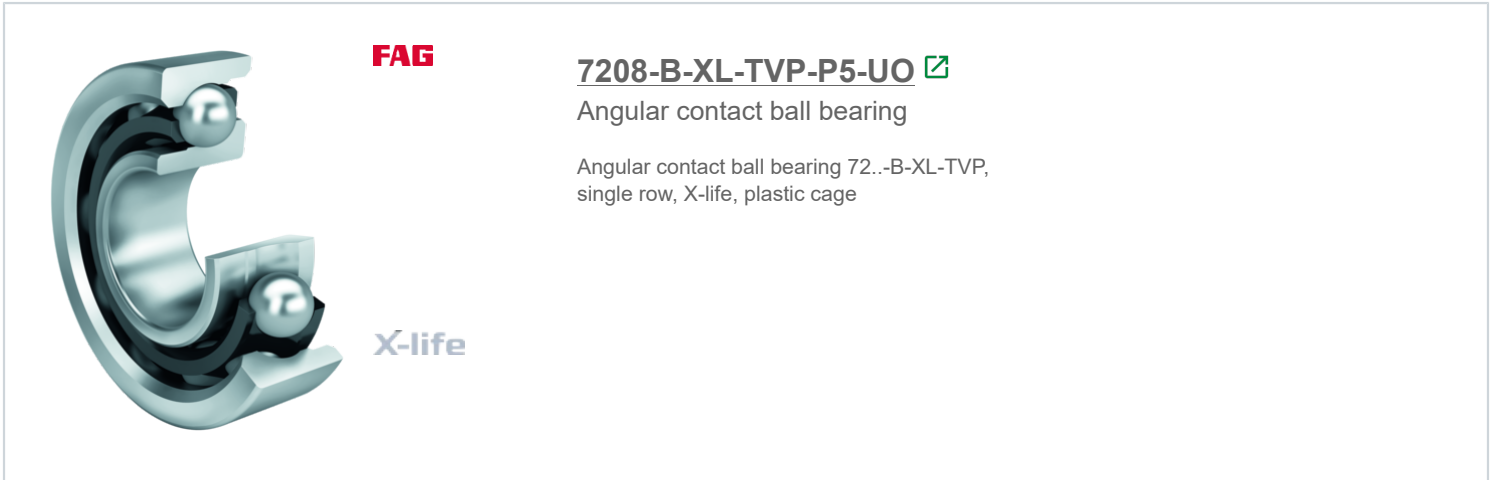 FAG
7208-B-XL-TVP-P5-UO
Angular contact ball bearing
Angular contact ball bearing 72..-B-XL-TVP,
single row, X-life, plastic cage
X-life